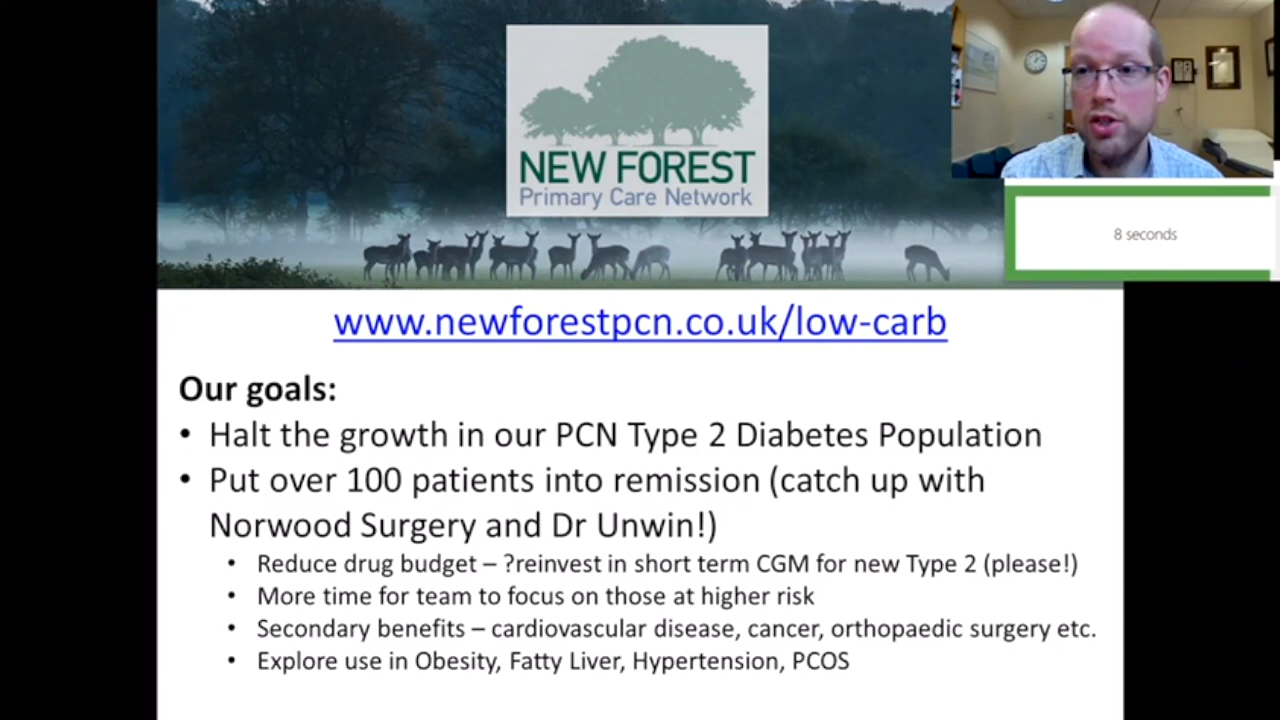 NEW FOREST
Primary Care Network
8 seconds
www.newforestpcn.co.uk/low-carb
Our goals:
• Halt the growth in our PCN Type 2 Diabetes Population
• Put over 100 patients into remission (catch up with
Norwood Surgery and Dr Unwin!)
• Reduce drug budget – ?reinvest in short term CGM for new Type 2 (please!)
• More time for team to focus on those at higher risk
• Secondary benefits – cardiovascular disease, cancer, orthopaedic surgery etc.
• Explore use in Obesity, Fatty Liver, Hypertension, PCOS